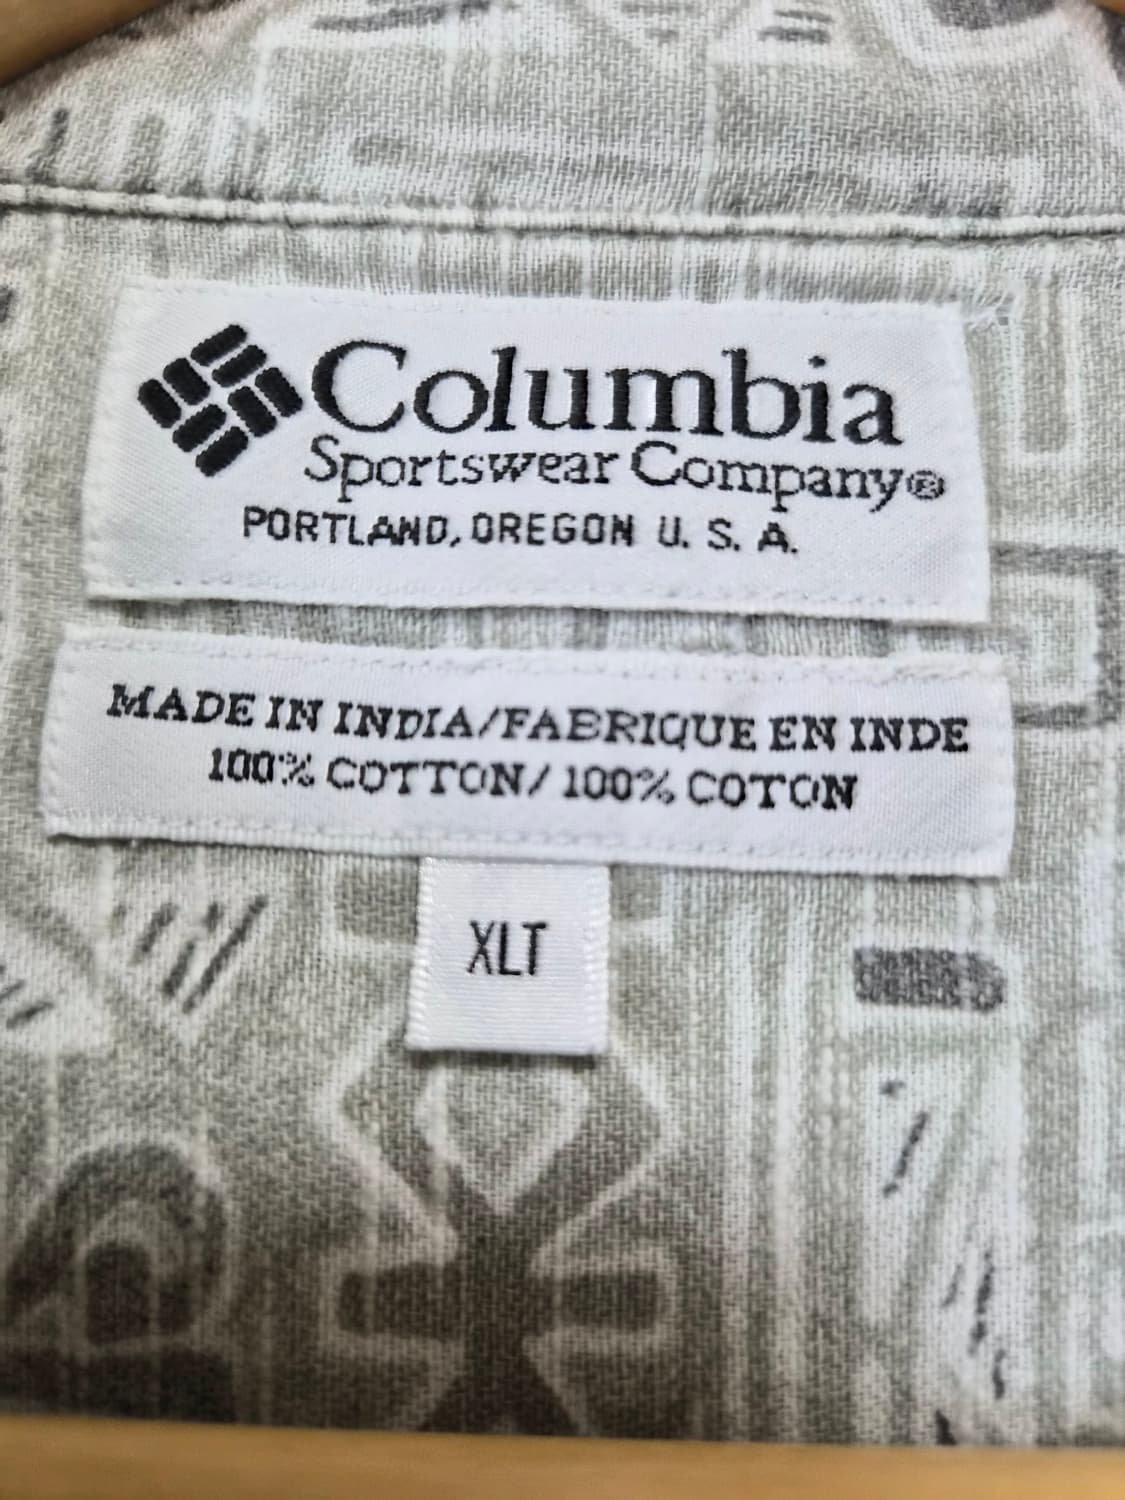 Columbia
Sportswear Company®
PORTLAND, OREGON U. S. A.
MADE IN INDIA/FABRIQUE EN INDE
100% COTTON/ 100% COTON
XLT